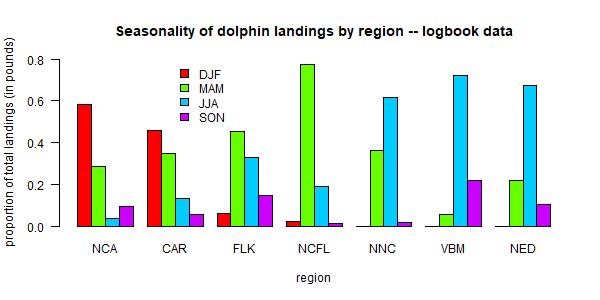 Seasonality of dolphin landings by region -- logbook data
proportion of total landings (in pounds)
0.8
0.6
0.4
0.2
0.0
DJF
MAM
JJA
SON
NCA CAR FLK NCFL NNC VBM NED
region